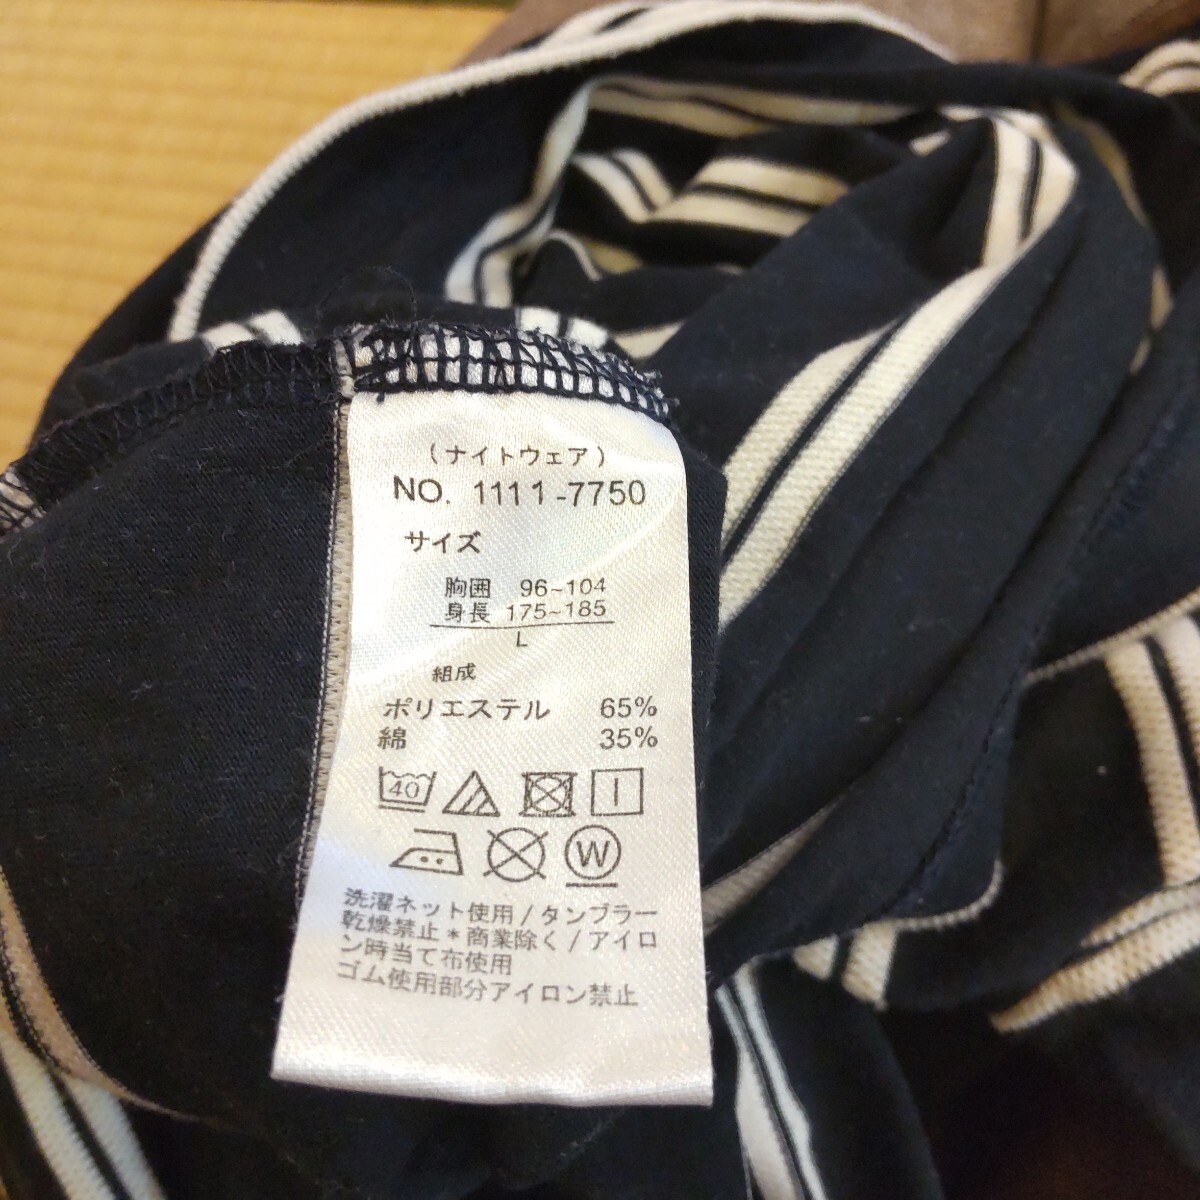 (ナイトウェア)
NO. 1111-7750
サイズ
胸囲 96~104
身長 175~185
L
組成
ポリエステル 65%
綿 35%
40
W
洗濯ネット使用/タンブラー
乾燥禁止*商業除く/アイロ
ン時当て布使用
ゴム使用部分アイロン禁止